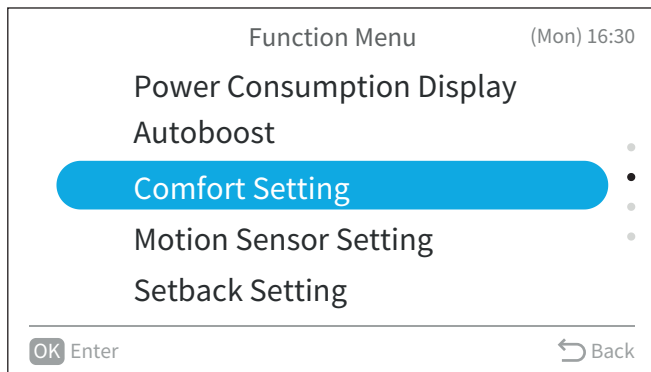 Function Menu
(Mon) 16:30
Power Consumption Display
Autoboost
Comfort Setting
Motion Sensor Setting
Setback Setting
OK Enter
Back